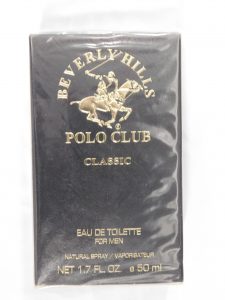 BEVERLY HILLS
POLO CLUB
CLASSIC
EAU DE TOILETTE
FOR MEN
NATURAL SPRAY / VAPORISATEUR
NET 1.7 FL. OZ. e 50 ml